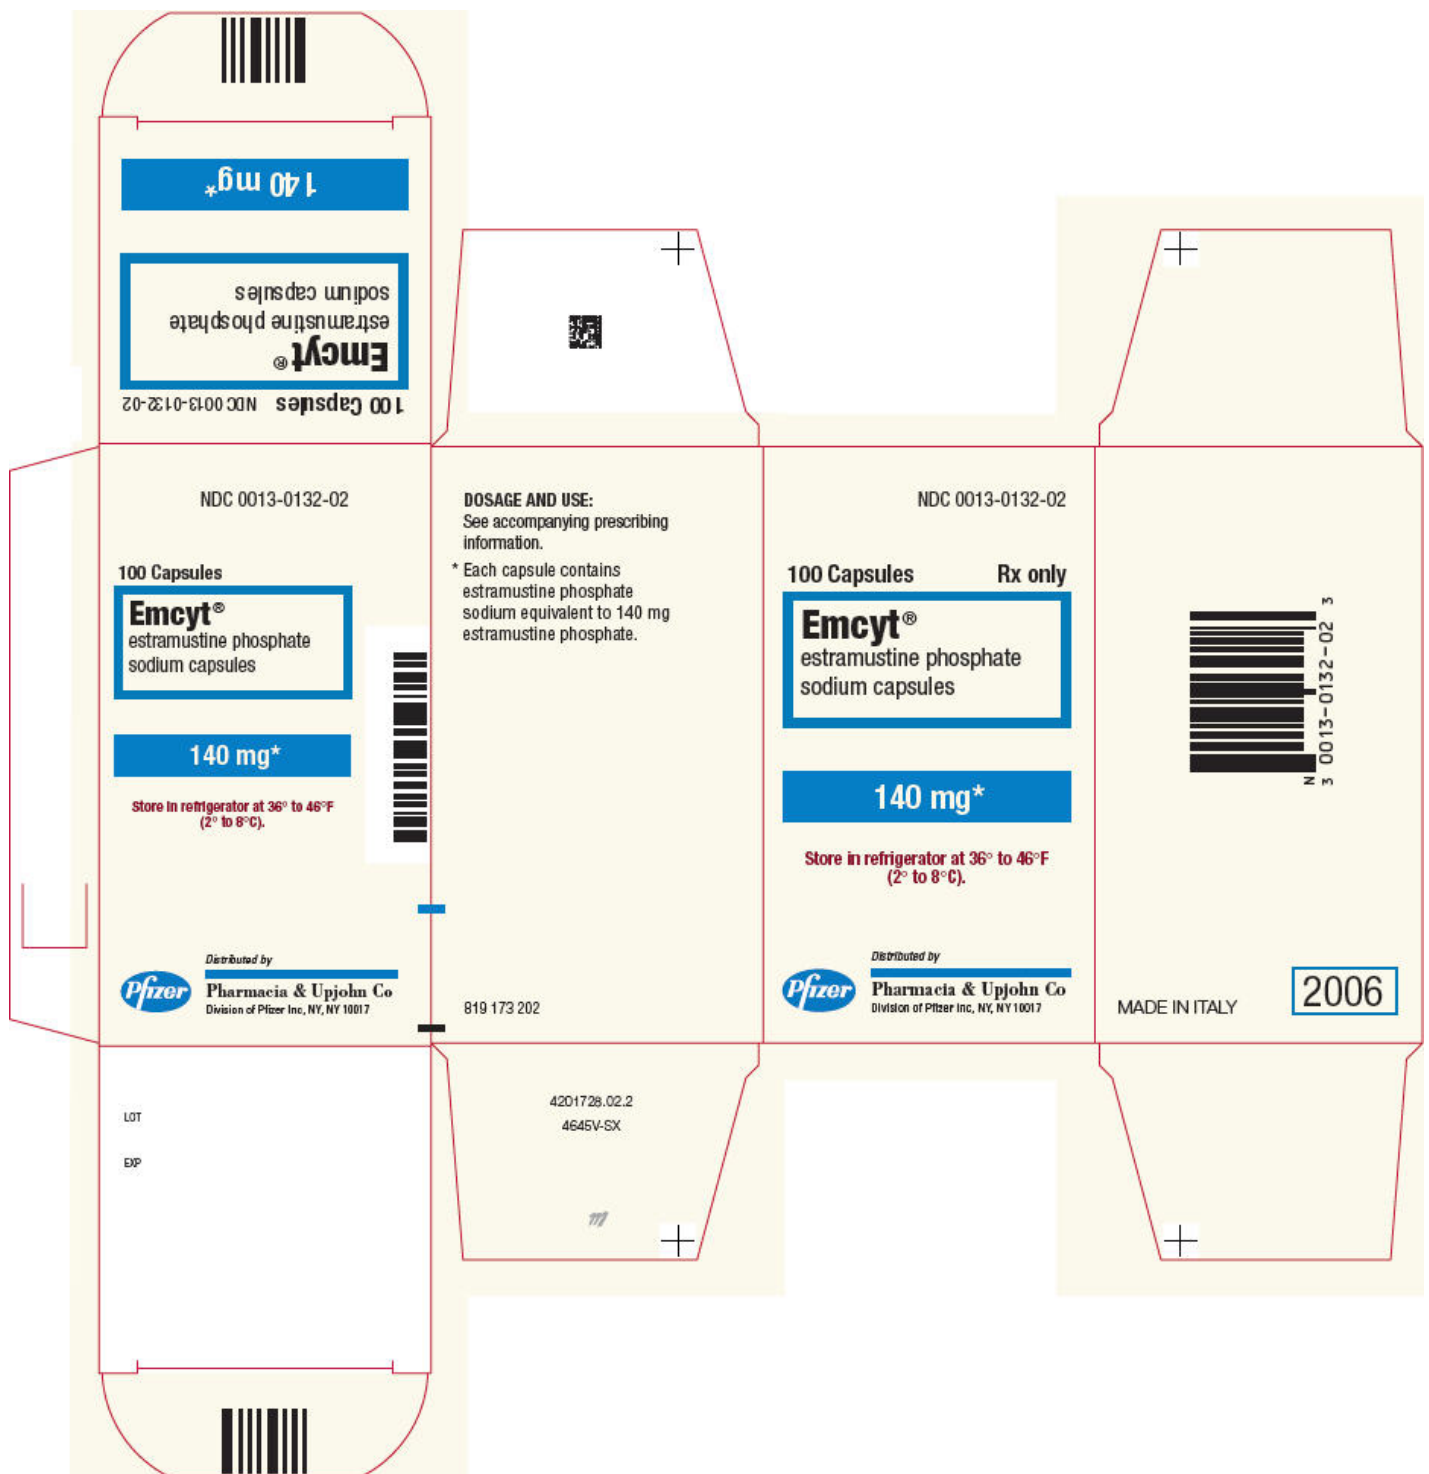 140 mg*
100 Capsules NDC 0013-0132-02
Emcyt®
estramustine phosphate
sodium capsules
NDC 0013-0132-02
100 Capsules
Emcyt®
estramustine phosphate
sodium capsules
140 mg*
Store in refrigerator at 36° to 46°F
(2° to 8°C).
Pfizer
Distributed by
Pharmacia & Upjohn Co
Division of Pfizer Inc, NY, NY 10017
DOSAGE AND USE:
See accompanying prescribing
information.
* Each capsule contains
estramustine phosphate
sodium equivalent to 140 mg
estramustine phosphate.
819 173 202
NDC 0013-0132-02
100 Capsules Rx only
Emcyt®
estramustine phosphate
sodium capsules
140 mg*
Store in refrigerator at 36° to 46°F
(2° to 8°C).
Pfizer
Distributed by
Pharmacia & Upjohn Co
Division of Pfizer Inc, NY, NY 10017
N
3 0013-0132-02 3
MADE IN ITALY
2006
LOT
EXP
4201728.02.2
4645V-SX